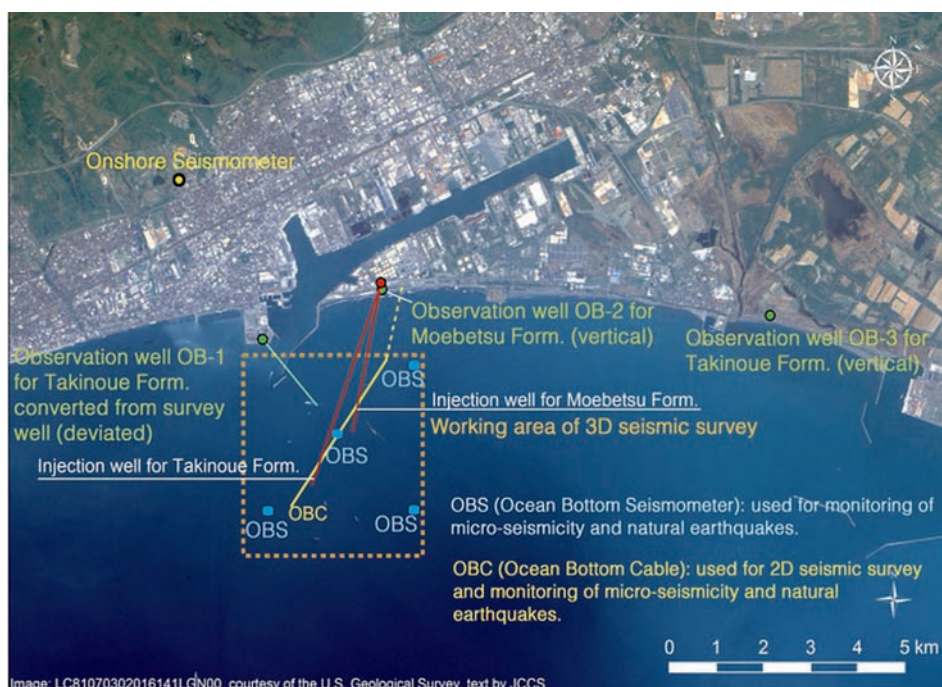 N
Onshore Seismometer
Observation well OB-2 for
Moebetsu Form. (vertical)
Observation well OB-3 for
Takinoue Form. (vertical)
Observation well OB-1
for Takinoue Form.
converted from survey
well (deviated)
OBS
Injection well for Moebetsu Form.
Working area of 3D seismic survey
OBS
Injection well for Takinoue Form.
OBC
OBS
OBS
OBS (Ocean Bottom Seismometer): used for monitoring of
micro-seismicity and natural earthquakes.
OBC (Ocean Bottom Cable): used for 2D seismic survey
and monitoring of micro-seismicity and natural
earthquakes.
0 1 2 3 4 5 km
Image: LC81070302016141LGN00, courtesy of the U.S. Geological Survey, text by JCCS